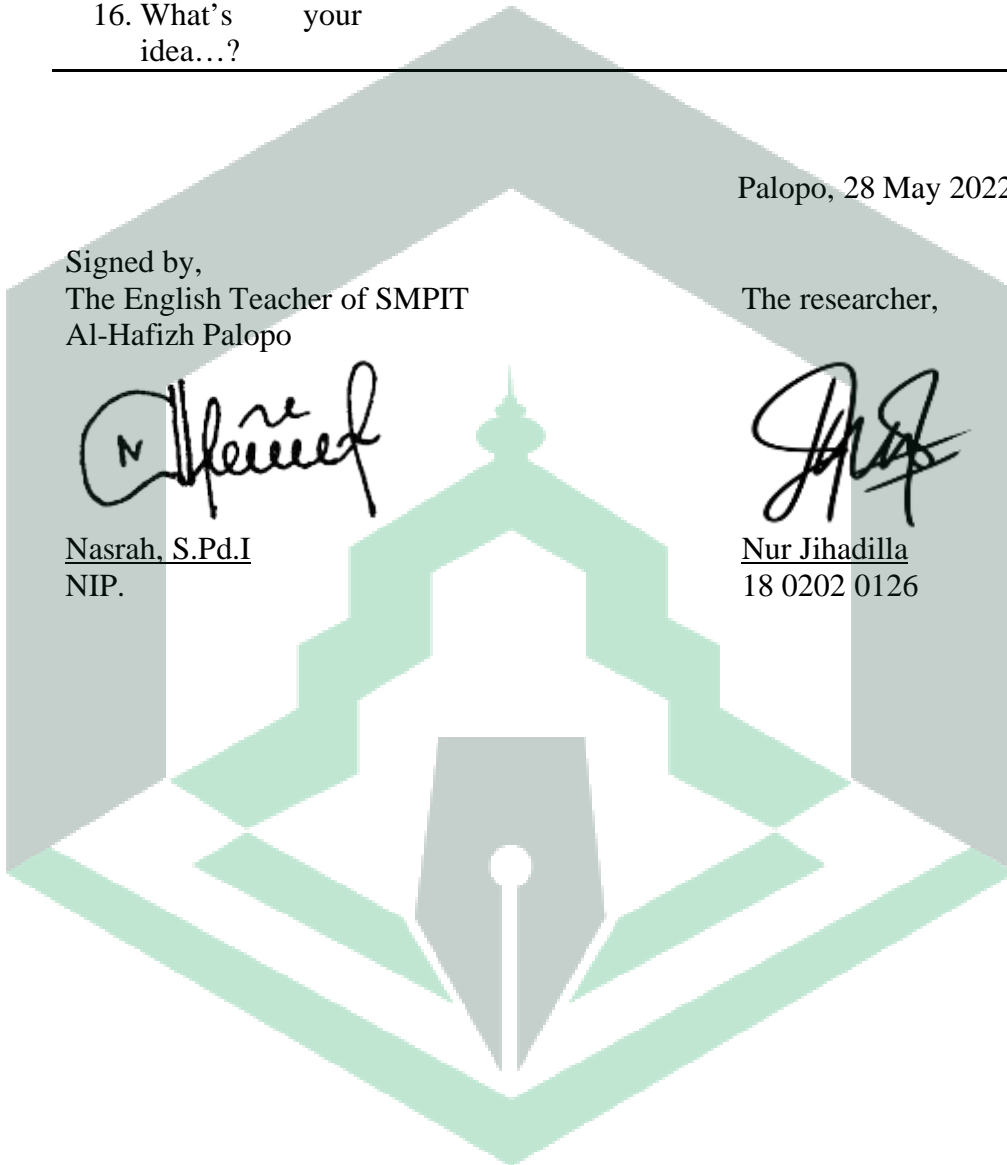 16. What's your
idea…?
Palopo, 28 May 2022
Signed by,
The English Teacher of SMPIT
Al-Hafizh Palopo
The researcher,
N
Nasrah, S.Pd.I
NIP.
Nur Jihadilla
18 0202 0126